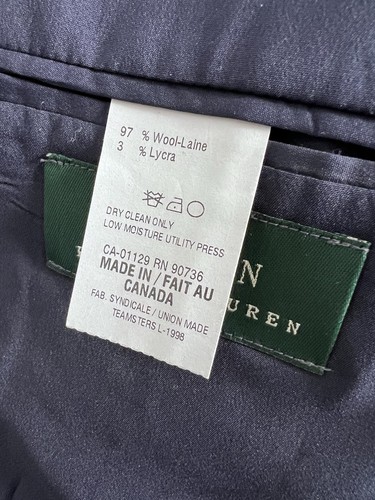 97 % Wool-Laine
3 % Lycra
DRY CLEAN ONLY
LOW MOISTURE UTILITY PRESS
CA-01129 RN 90736
MADE IN / FAIT AU
CANADA
FAB. SYNDICALE / UNION MADE
TEAMSTERS L-1998